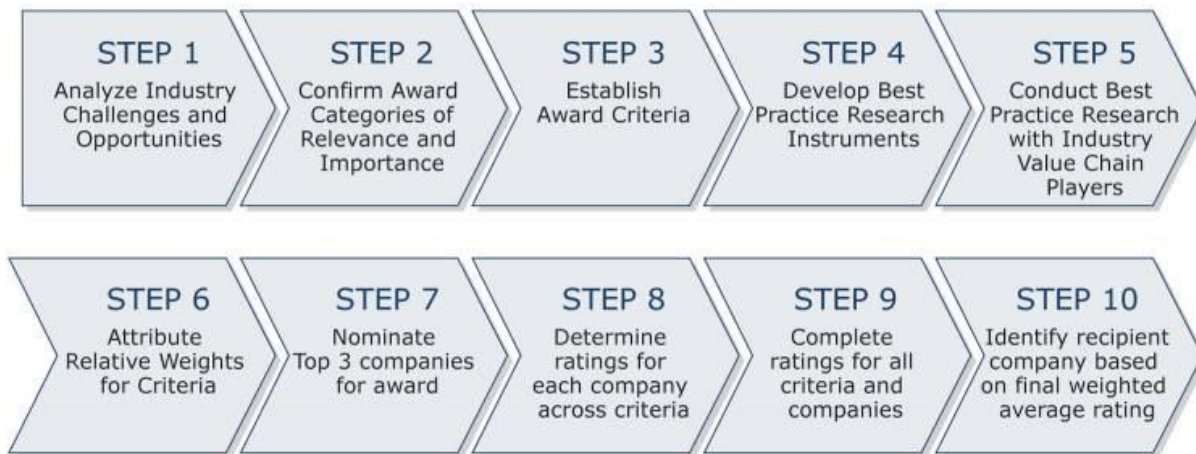 STEP 1
Analyze Industry
Challenges and
Opportunities
STEP 2
Confirm Award
Categories of
Relevance and
Importance
STEP 3
Establish
Award Criteria
STEP 4
Develop Best
Practice Research
Instruments
STEP 5
Conduct Best
Practice Research
with Industry
Value Chain
Players
STEP 6
Attribute
Relative Weights
for Criteria
STEP 7
Nominate
Top 3 companies
for award
STEP 8
Determine
ratings for
each company
across criteria
STEP 9
Complete
ratings for all
criteria and
companies
STEP 10
Identify recipient
company based
on final weighted
average rating